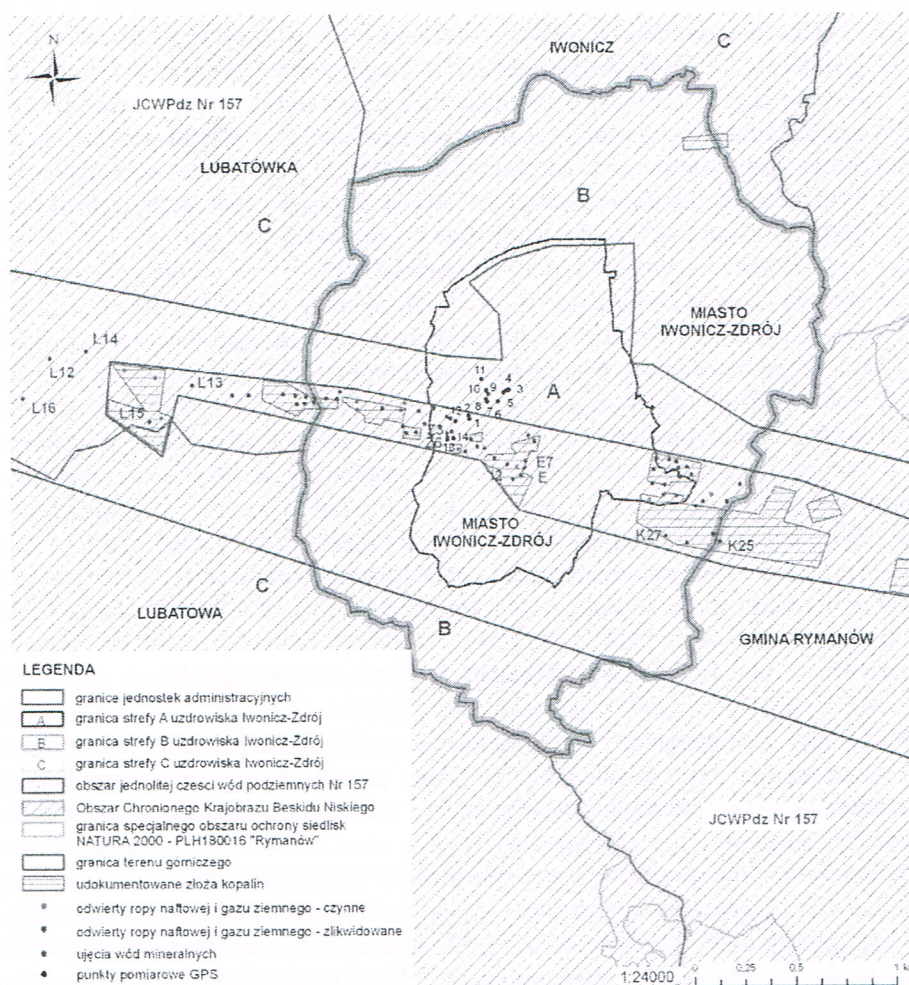 N
IWONICZ
C
JCWPdz Nr 157
LUBATÓWKA
C
B
MIASTO
IWONICZ-ZDRÓJ
L14
L12
L13
L16
L15
11
4
10
9
3
A
8
5
7
6
2
1
14
E7
E
MIASTO
IWONICZ-ZDRÓJ
K27
K25
C
LUBATOWA
B
GMINA RYMANÓW
LEGENDA
granice jednostek administracyjnych
A granica strefy A uzdrowiska Iwonicz-Zdrój
B granica strefy B uzdrowiska Iwonicz-Zdrój
C granica strefy C uzdrowiska Iwonicz-Zdrój
obszar jednolitej czesci wód podziemnych Nr 157
Obszar Chronionego Krajobrazu Beskidu Niskiego
granica specjalnego obszaru ochrony siedlisk
NATURA 2000 - PLH180016 "Rymanów"
granica terenu górniczego
udokumentowane złoża kopalin
odwierty ropy naftowej i gazu ziemnego - czynne
odwierty ropy naftowej i gazu ziemnego - zlikwidowane
ujęcia wód mineralnych
punkty pomiarowe GPS
JCWPdz Nr 157
1:24000 0 0,25 0,5 1